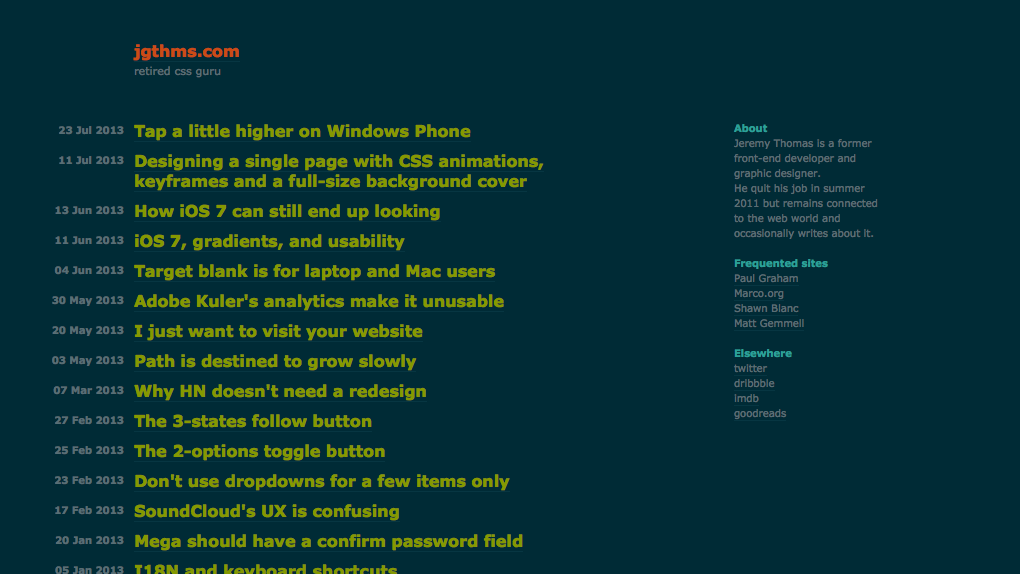 jgthms.com
retired css guru
23 Jul 2013 Tap a little higher on Windows Phone
11 Jul 2013 Designing a single page with CSS animations,
keyframes and a full-size background cover
13 Jun 2013 How iOS 7 can still end up looking
11 Jun 2013 iOS 7, gradients, and usability
04 Jun 2013 Target blank is for laptop and Mac users
30 May 2013 Adobe Kuler's analytics make it unusable
20 May 2013 I just want to visit your website
03 May 2013 Path is destined to grow slowly
07 Mar 2013 Why HN doesn't need a redesign
27 Feb 2013 The 3-states follow button
25 Feb 2013 The 2-options toggle button
23 Feb 2013 Don't use dropdowns for a few items only
17 Feb 2013 SoundCloud's UX is confusing
20 Jan 2013 Mega should have a confirm password field
05 Jan 2013 I18N and keyboard shortcuts
About
Jeremy Thomas is a former
front-end developer and
graphic designer.
He quit his job in summer
2011 but remains connected
to the web world and
occasionally writes about it.
Frequented sites
Paul Graham
Marco.org
Shawn Blanc
Matt Gemmell
Elsewhere
twitter
dribbble
imdb
goodreads